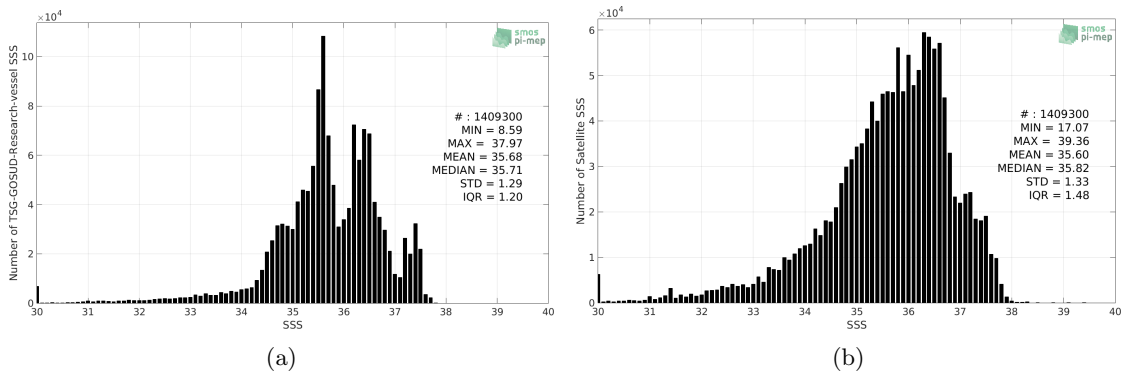 ×10⁴
smos
pi-mep
Number of TSG-GOSUD-Research-vessel SSS
10
8
6
4
2
0
# : 1409300
MIN = 8.59
MAX = 37.97
MEAN = 35.68
MEDIAN = 35.71
STD = 1.29
IQR = 1.20
30 31 32 33 34 35 36 37 38 39 40
SSS
(a)
×10⁴
smos
pi-mep
Number of Satellite SSS
6
5
4
3
2
1
0
# : 1409300
MIN = 17.07
MAX = 39.36
MEAN = 35.60
MEDIAN = 35.82
STD = 1.33
IQR = 1.48
30 31 32 33 34 35 36 37 38 39 40
SSS
(b)